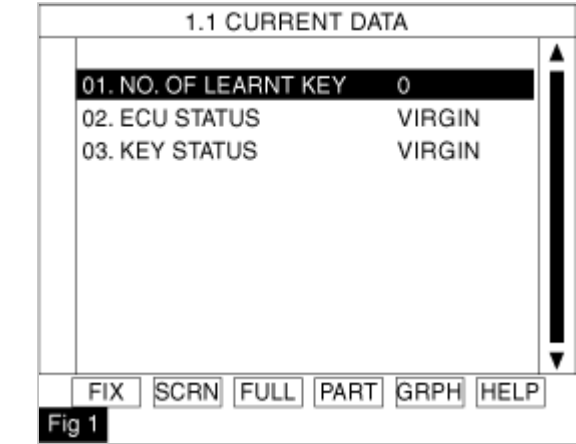 1.1 CURRENT DATA
01. NO. OF LEARNT KEY 0
02. ECU STATUS VIRGIN
03. KEY STATUS VIRGIN
FIX SCRN FULL PART GRPH HELP
Fig 1